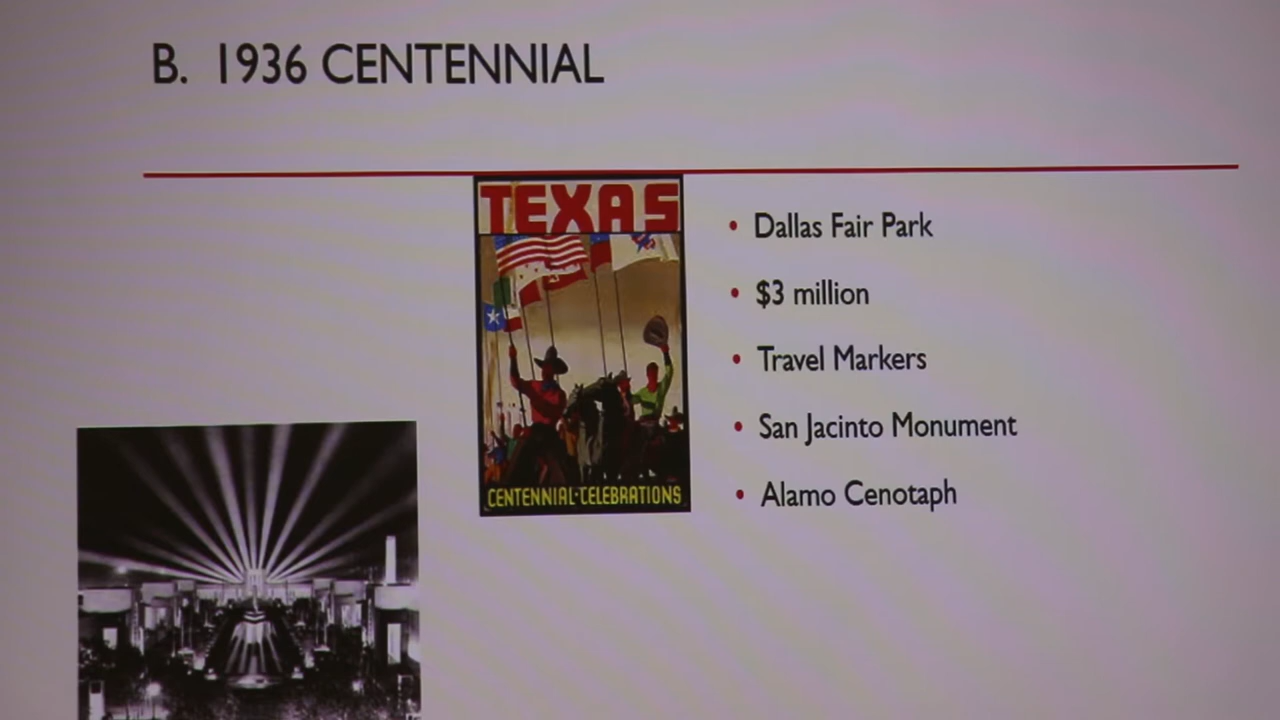 B. 1936 CENTENNIAL
TEXAS
CENTENNIAL·CELEBRATIONS
• Dallas Fair Park
• $3 million
• Travel Markers
• San Jacinto Monument
• Alamo Cenotaph